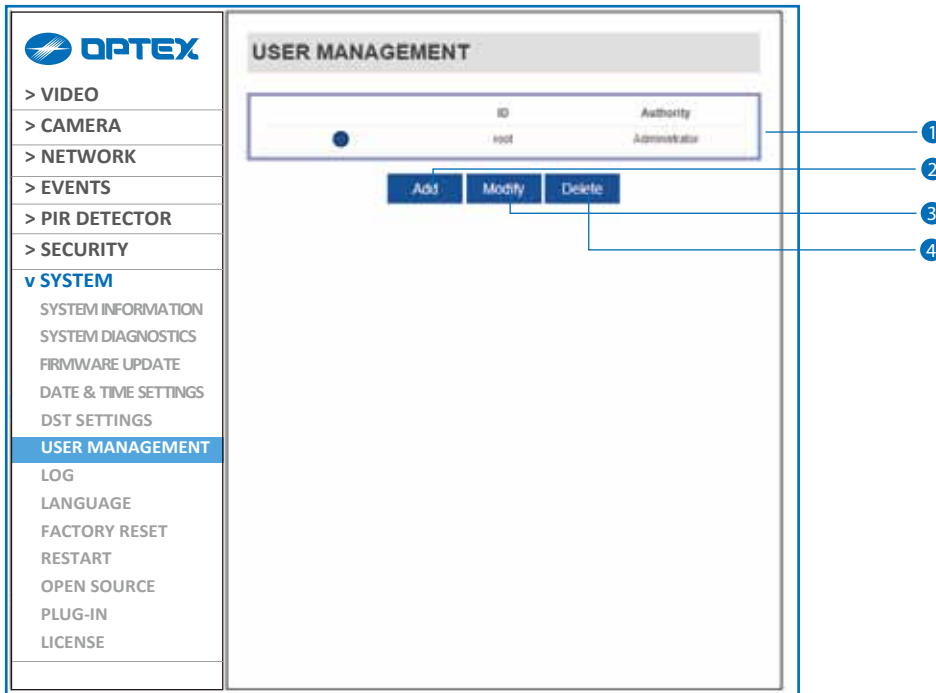 OPTEX
> VIDEO
> CAMERA
> NETWORK
> EVENTS
> PIR DETECTOR
> SECURITY
v SYSTEM
SYSTEM INFORMATION
SYSTEM DIAGNOSTICS
FIRMWARE UPDATE
DATE & TIME SETTINGS
DST SETTINGS
USER MANAGEMENT
LOG
LANGUAGE
FACTORY RESET
RESTART
OPEN SOURCE
PLUG-IN
LICENSE
USER MANAGEMENT
ID Authority
root Administrator
Add Modify Delete
1
2
3
4